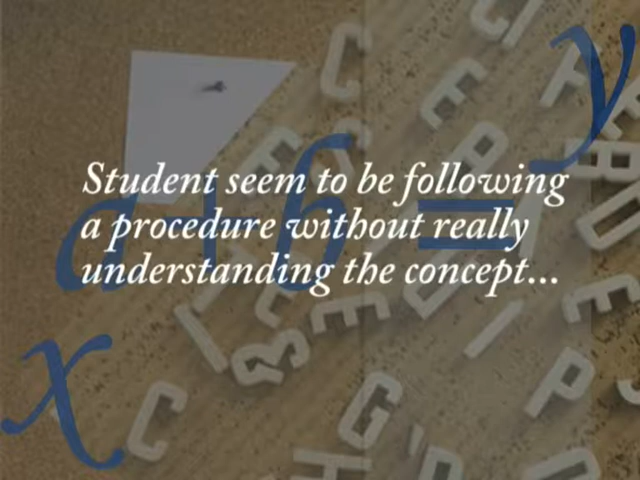 Student seem to be following
a procedure without really
understanding the concept...
y
a + b =
x
C
C
E
P
E
C
E
I
P
C
G